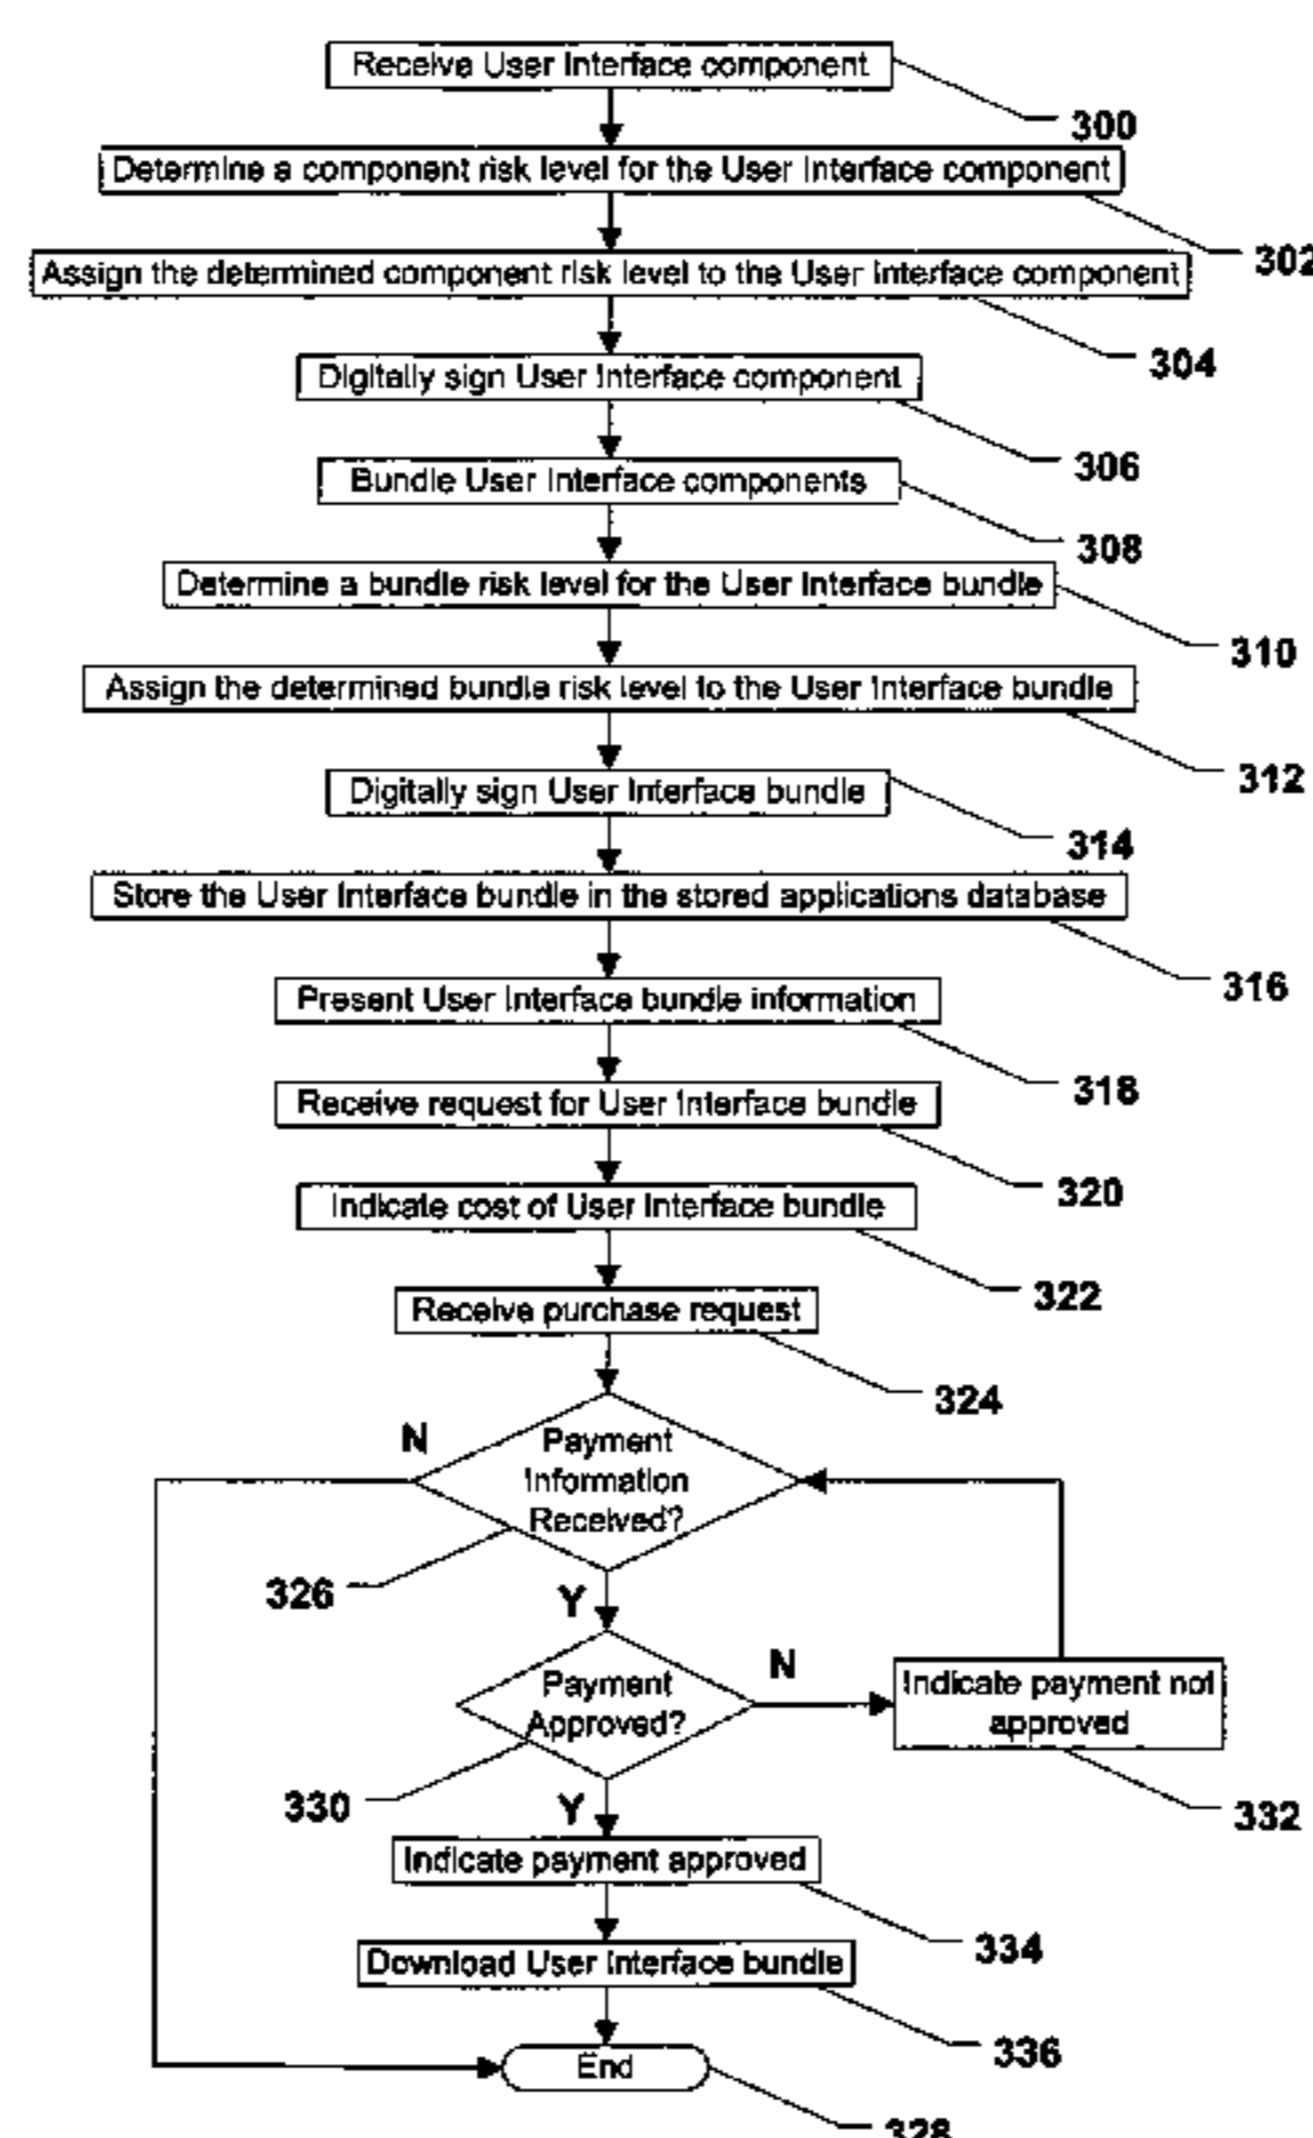 Receive User Interface component
300
Determine a component risk level for the User Interface component
302
Assign the determined component risk level to the User Interface component
304
Digitally sign User Interface component
306
Bundle User Interface components
308
Determine a bundle risk level for the User Interface bundle
310
Assign the determined bundle risk level to the User Interface bundle
312
Digitally sign User Interface bundle
314
Store the User Interface bundle in the stored applications database
316
Present User Interface bundle information
318
Receive request for User Interface bundle
320
Indicate cost of User Interface bundle
322
Receive purchase request
324
N
Payment
Information
Received?
326
Y
Payment
Approved?
N
Indicate payment not
approved
330
332
Y
Indicate payment approved
334
Download User Interface bundle
336
End
328